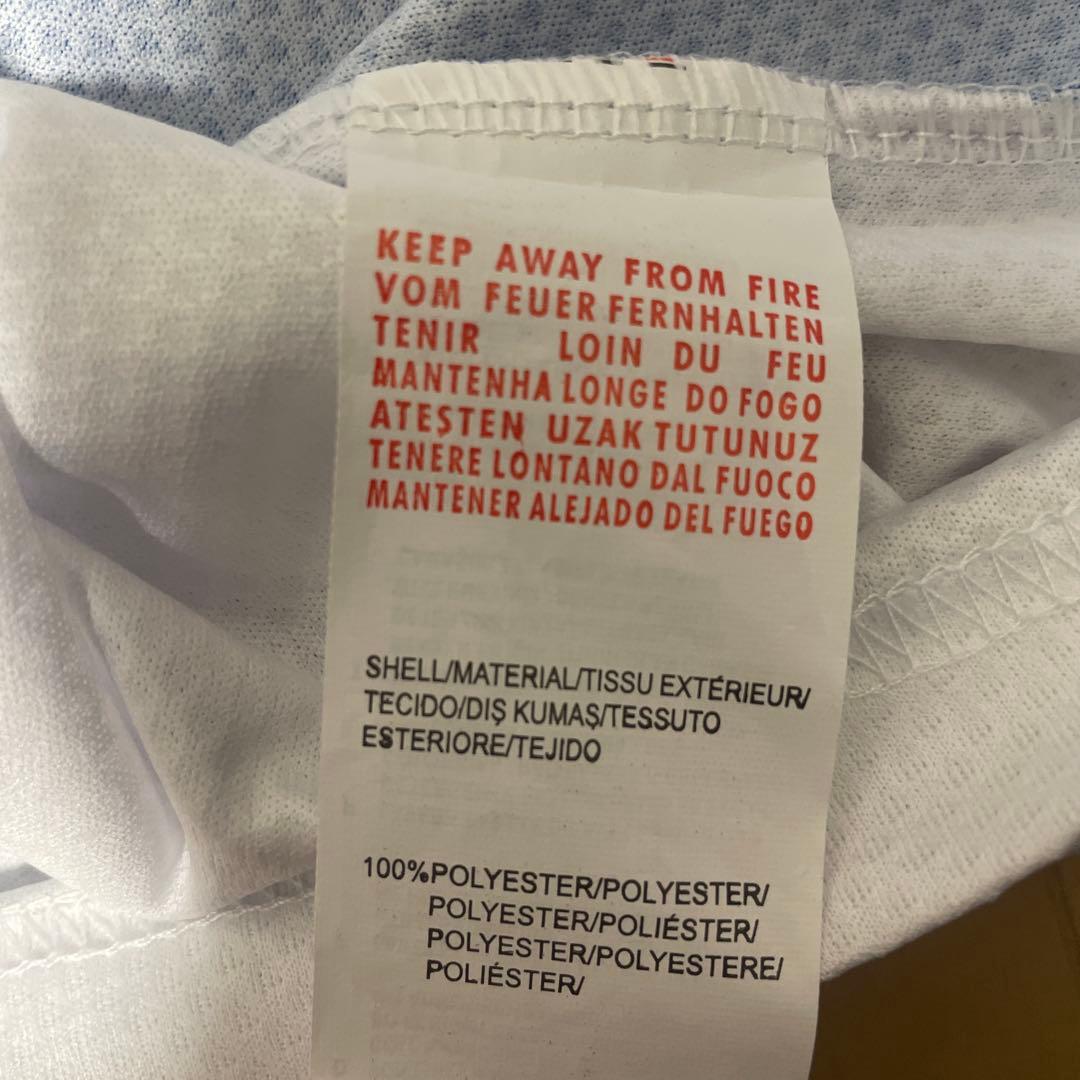 KEEP AWAY FROM FIRE
VOM FEUER FERNHALTEN
TENIR LOIN DU FEU
MANTENHA LONGE DO FOGO
ATEŞTEN UZAK TUTUNUZ
TENERE LONTANO DAL FUOCO
MANTENER ALEJADO DEL FUEGO
SHELL/MATERIAL/TISSU EXTÉRIEUR/
TECIDO/DIŞ KUMAŞ/TESSUTO
ESTERIORE/TEJIDO
100%POLYESTER/POLYESTER/
POLYESTER/POLIÉSTER/
POLYESTER/POLYESTERE/
POLIÉSTER/